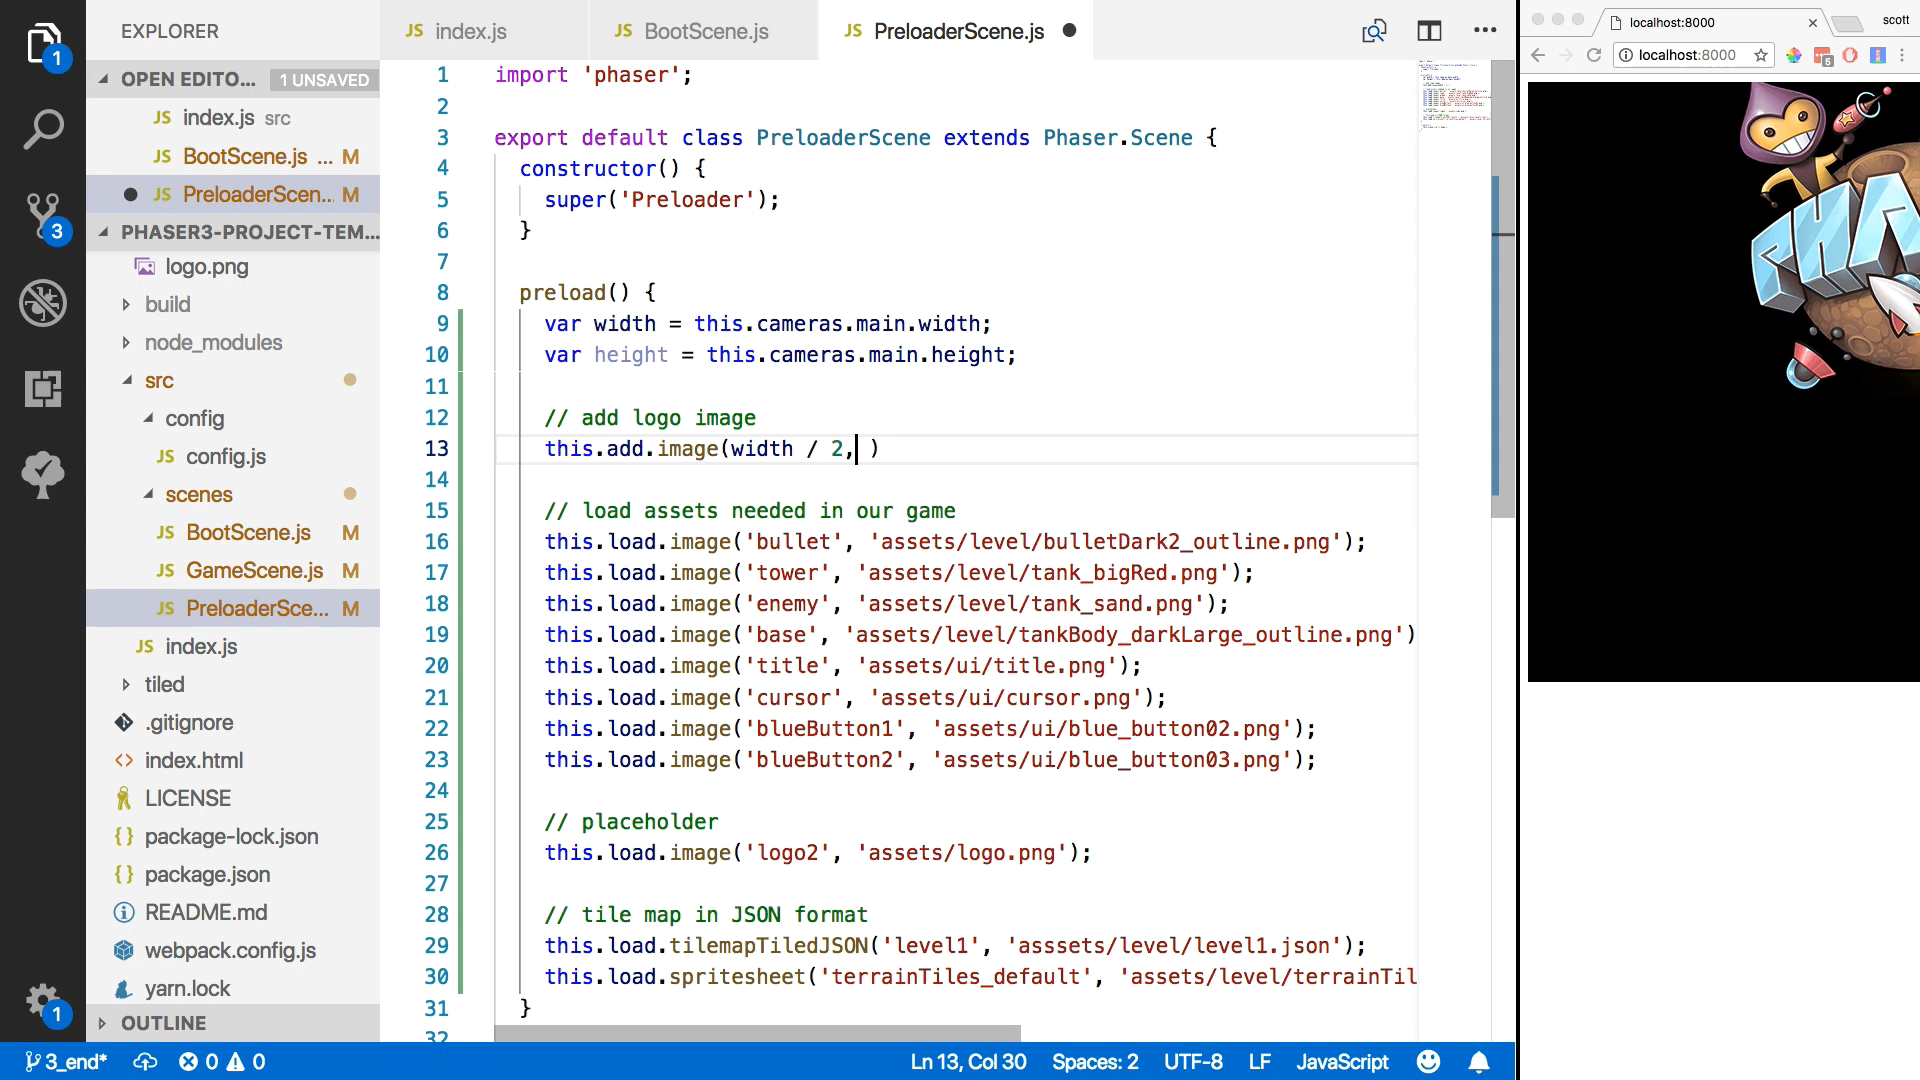 EXPLORER
OPEN EDITO... 1 UNSAVED
JS index.js src
JS BootScene.js ... M
JS PreloaderScen... M
PHASER3-PROJECT-TEM...
logo.png
build
node_modules
src
config
JS config.js
scenes
JS BootScene.js M
JS GameScene.js M
JS PreloaderSce... M
JS index.js
tiled
.gitignore
index.html
LICENSE
package-lock.json
package.json
README.md
webpack.config.js
yarn.lock
OUTLINE
1
3
1
JS index.js
JS BootScene.js
JS PreloaderScene.js
1 import 'phaser';
2
3 export default class PreloaderScene extends Phaser.Scene {
4 constructor() {
5 super('Preloader');
6 }
7
8 preload() {
9 var width = this.cameras.main.width;
10 var height = this.cameras.main.height;
11
12 // add logo image
13 this.add.image(width / 2, )
14
15 // load assets needed in our game
16 this.load.image('bullet', 'assets/level/bulletDark2_outline.png');
17 this.load.image('tower', 'assets/level/tank_bigRed.png');
18 this.load.image('enemy', 'assets/level/tank_sand.png');
19 this.load.image('base', 'assets/level/tankBody_darkLarge_outline.png')
20 this.load.image('title', 'assets/ui/title.png');
21 this.load.image('cursor', 'assets/ui/cursor.png');
22 this.load.image('blueButton1', 'assets/ui/blue_button02.png');
23 this.load.image('blueButton2', 'assets/ui/blue_button03.png');
24
25 // placeholder
26 this.load.image('logo2', 'assets/logo.png');
27
28 // tile map in JSON format
29 this.load.tilemapTiledJSON('level1', 'asssets/level/level1.json');
30 this.load.spritesheet('terrainTiles_default', 'assets/level/terrainTil
31 }
32
3_end* 0 0
Ln 13, Col 30 Spaces: 2 UTF-8 LF JavaScript
localhost:8000
scott
localhost:8000
5
PHA